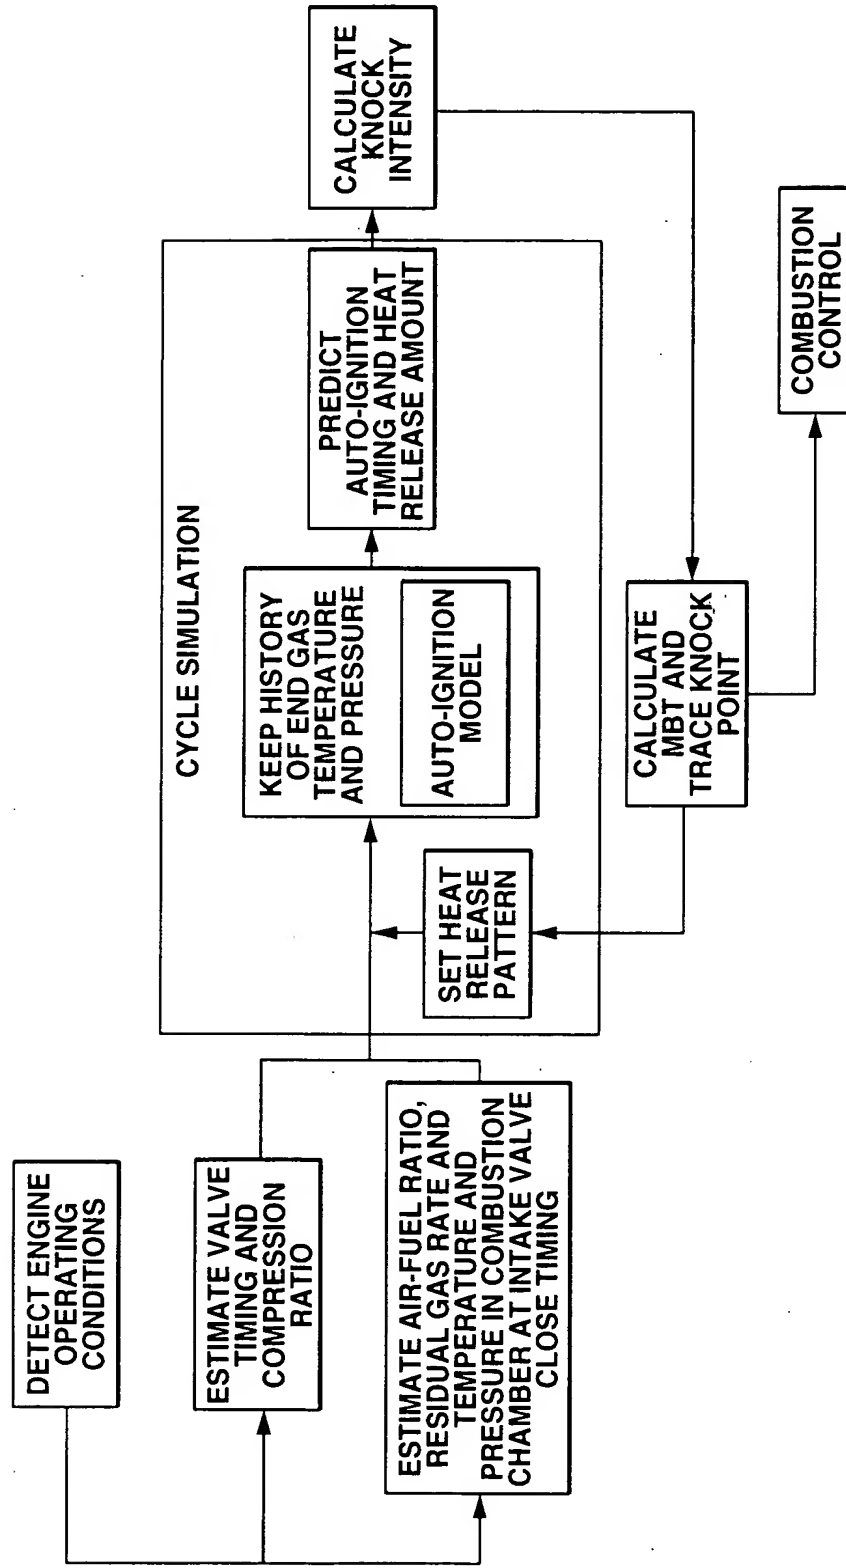 DETECT ENGINE
OPERATING
CONDITIONS
ESTIMATE VALVE
TIMING AND
COMPRESSION
RATIO
ESTIMATE AIR-FUEL RATIO,
RESIDUAL GAS RATE AND
TEMPERATURE AND
PRESSURE IN COMBUSTION
CHAMBER AT INTAKE VALVE
CLOSE TIMING
CYCLE SIMULATION
SET HEAT
RELEASE
PATTERN
KEEP HISTORY
OF END GAS
TEMPERATURE
AND PRESSURE
AUTO-IGNITION
MODEL
PREDICT
AUTO-IGNITION
TIMING AND HEAT
RELEASE AMOUNT
CALCULATE
KNOCK
INTENSITY
CALCULATE
MBT AND
TRACE KNOCK
POINT
COMBUSTION
CONTROL